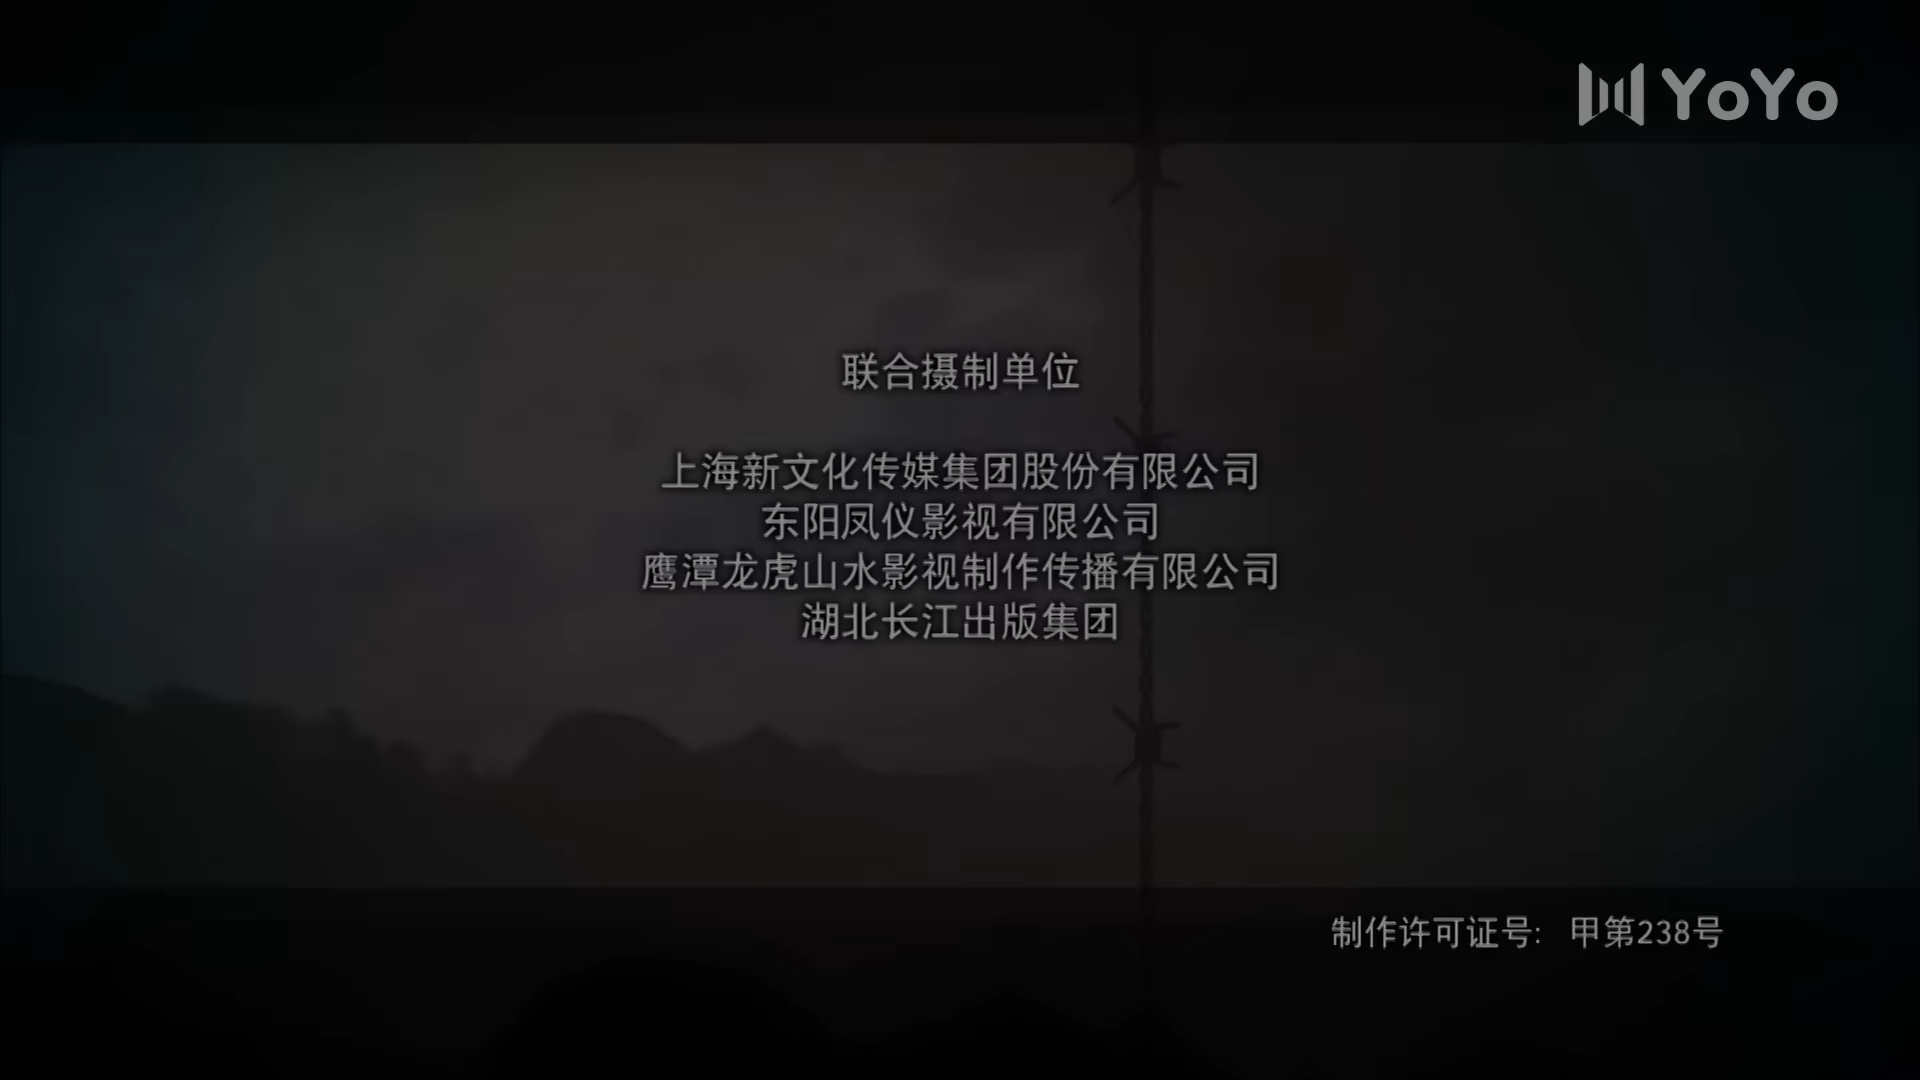 YoYo
联合摄制单位
上海新文化传媒集团股份有限公司
东阳凤仪影视有限公司
鹰潭龙虎山水影视制作传播有限公司
湖北长江出版集团
制作许可证号: 甲第238号